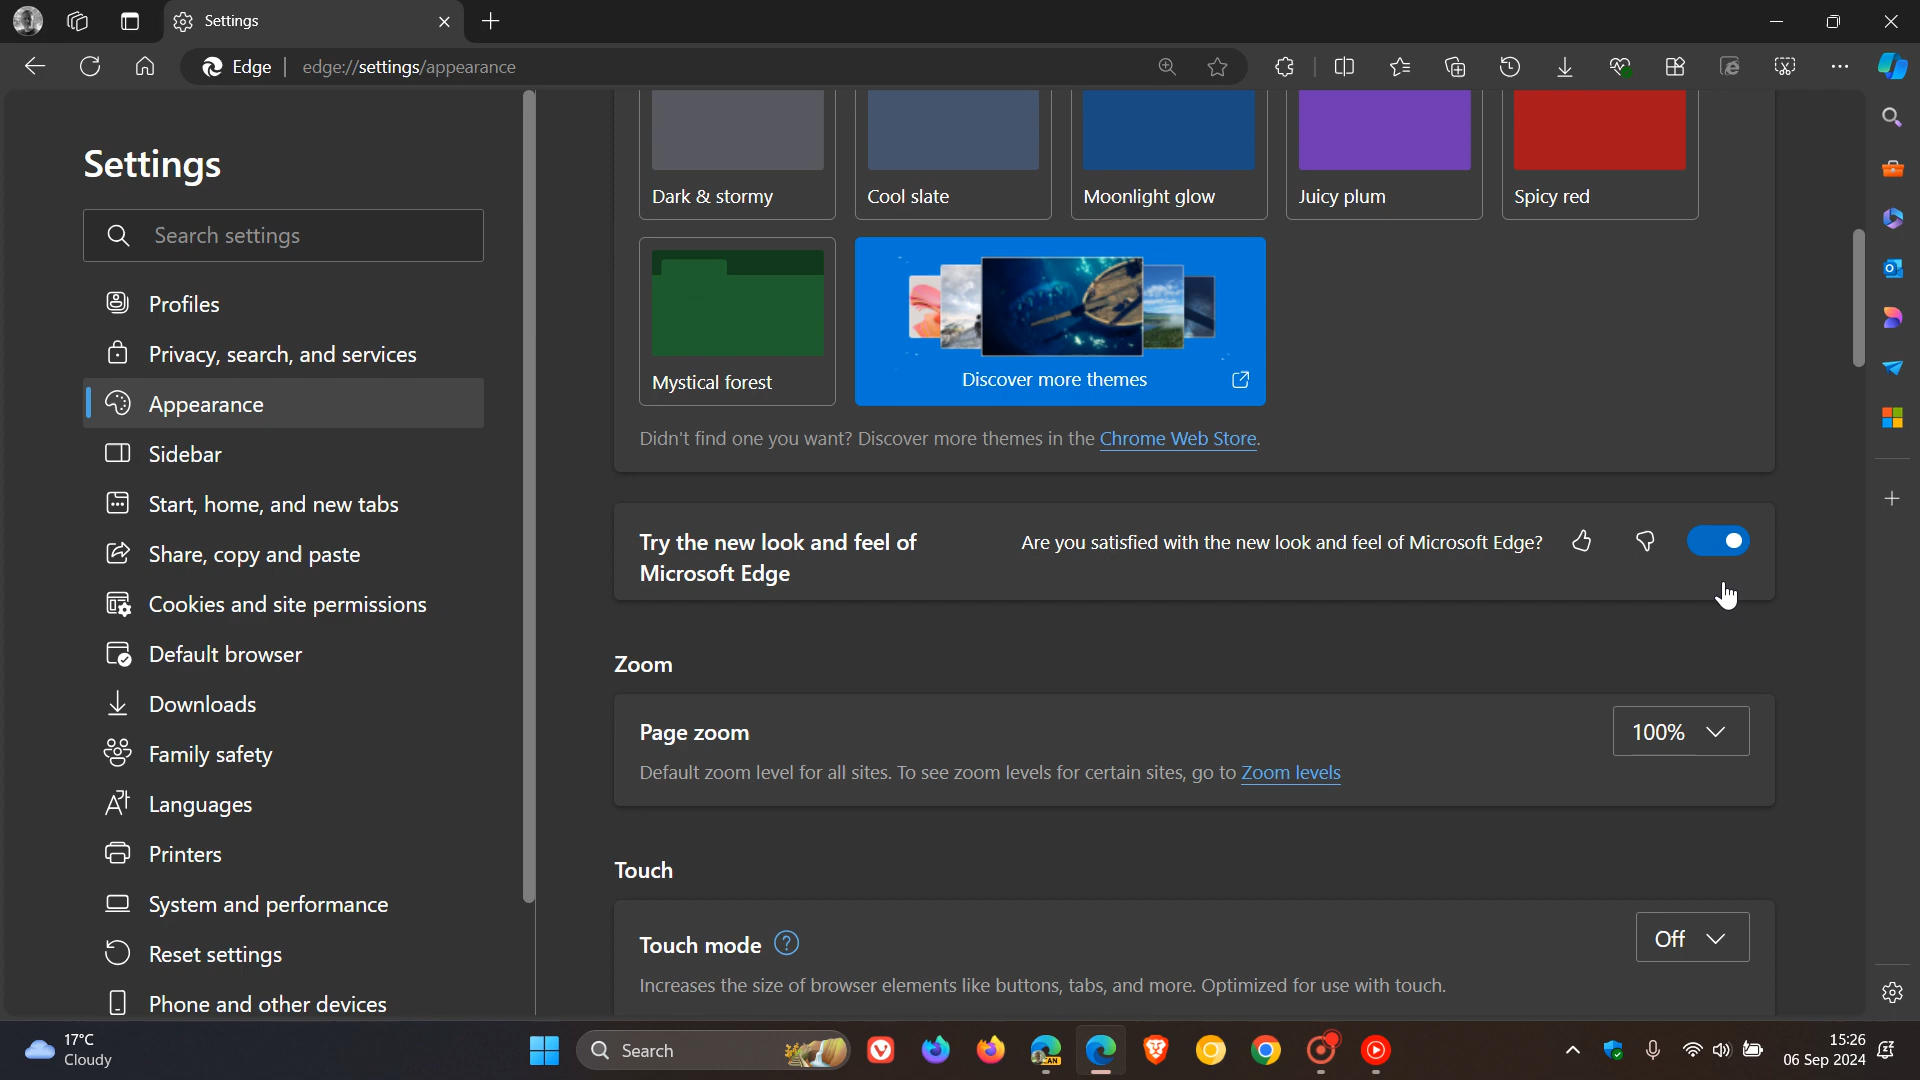 Settings
Edge
edge://settings/appearance
Settings
Search settings
Profiles
Privacy, search, and services
Appearance
Sidebar
Start, home, and new tabs
Share, copy and paste
Cookies and site permissions
Default browser
Downloads
Family safety
Languages
Printers
System and performance
Reset settings
Phone and other devices
Dark & stormy
Cool slate
Moonlight glow
Juicy plum
Spicy red
Mystical forest
Discover more themes
Didn't find one you want? Discover more themes in the Chrome Web Store.
Try the new look and feel of
Microsoft Edge
Are you satisfied with the new look and feel of Microsoft Edge?
Zoom
Page zoom
100%
Default zoom level for all sites. To see zoom levels for certain sites, go to Zoom levels
Touch
Touch mode
Off
Increases the size of browser elements like buttons, tabs, and more. Optimized for use with touch.
17°C
Cloudy
Search
CAN
15:26
06 Sep 2024